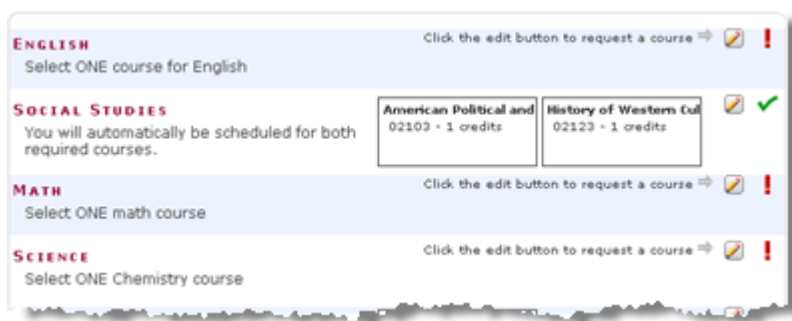 ENGLISH
Click the edit button to request a course
Select ONE course for English
SOCIAL STUDIES
You will automatically be scheduled for both
required courses.
American Political and
02103 - 1 credits
History of Western Cul
02123 - 1 credits
MATH
Click the edit button to request a course
Select ONE math course
SCIENCE
Click the edit button to request a course
Select ONE Chemistry course